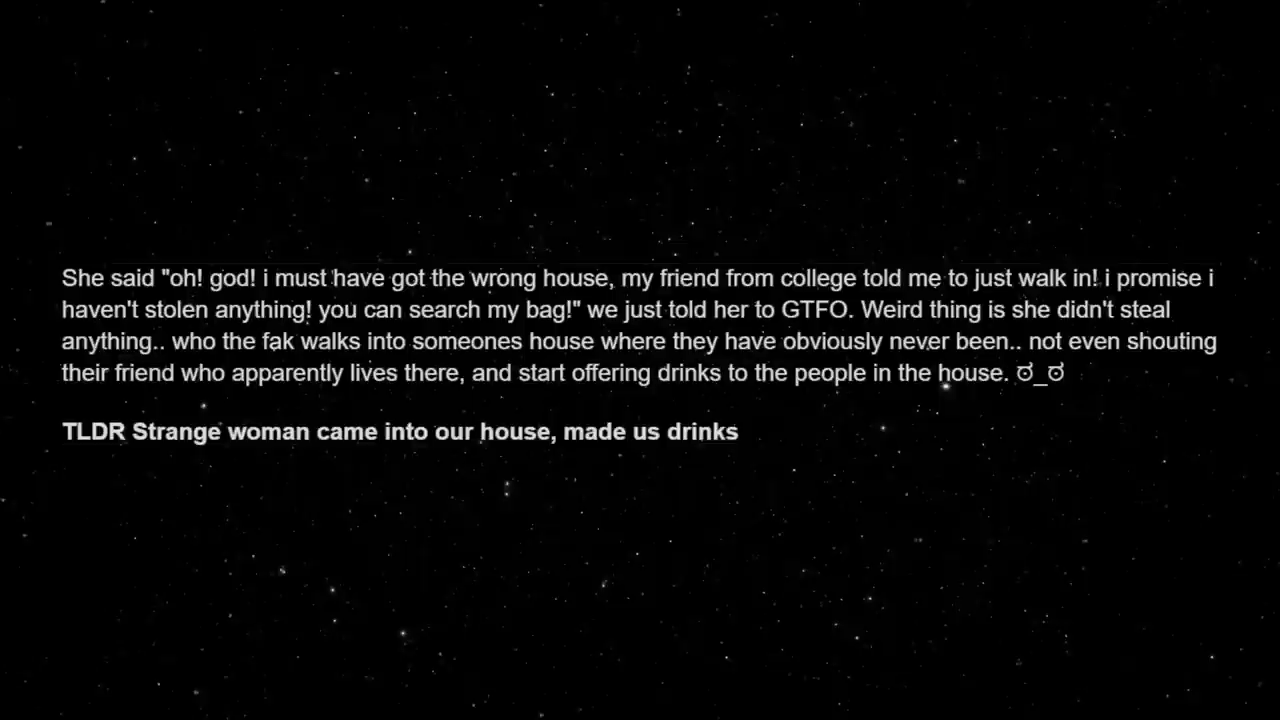 She said "oh! god! i must have got the wrong house, my friend from college told me to just walk in! i promise i
haven't stolen anything! you can search my bag!" we just told her to GTFO. Weird thing is she didn't steal
anything.. who the fak walks into someones house where they have obviously never been.. not even shouting
their friend who apparently lives there, and start offering drinks to the people in the house. ಠ_ಠ
TLDR Strange woman came into our house, made us drinks